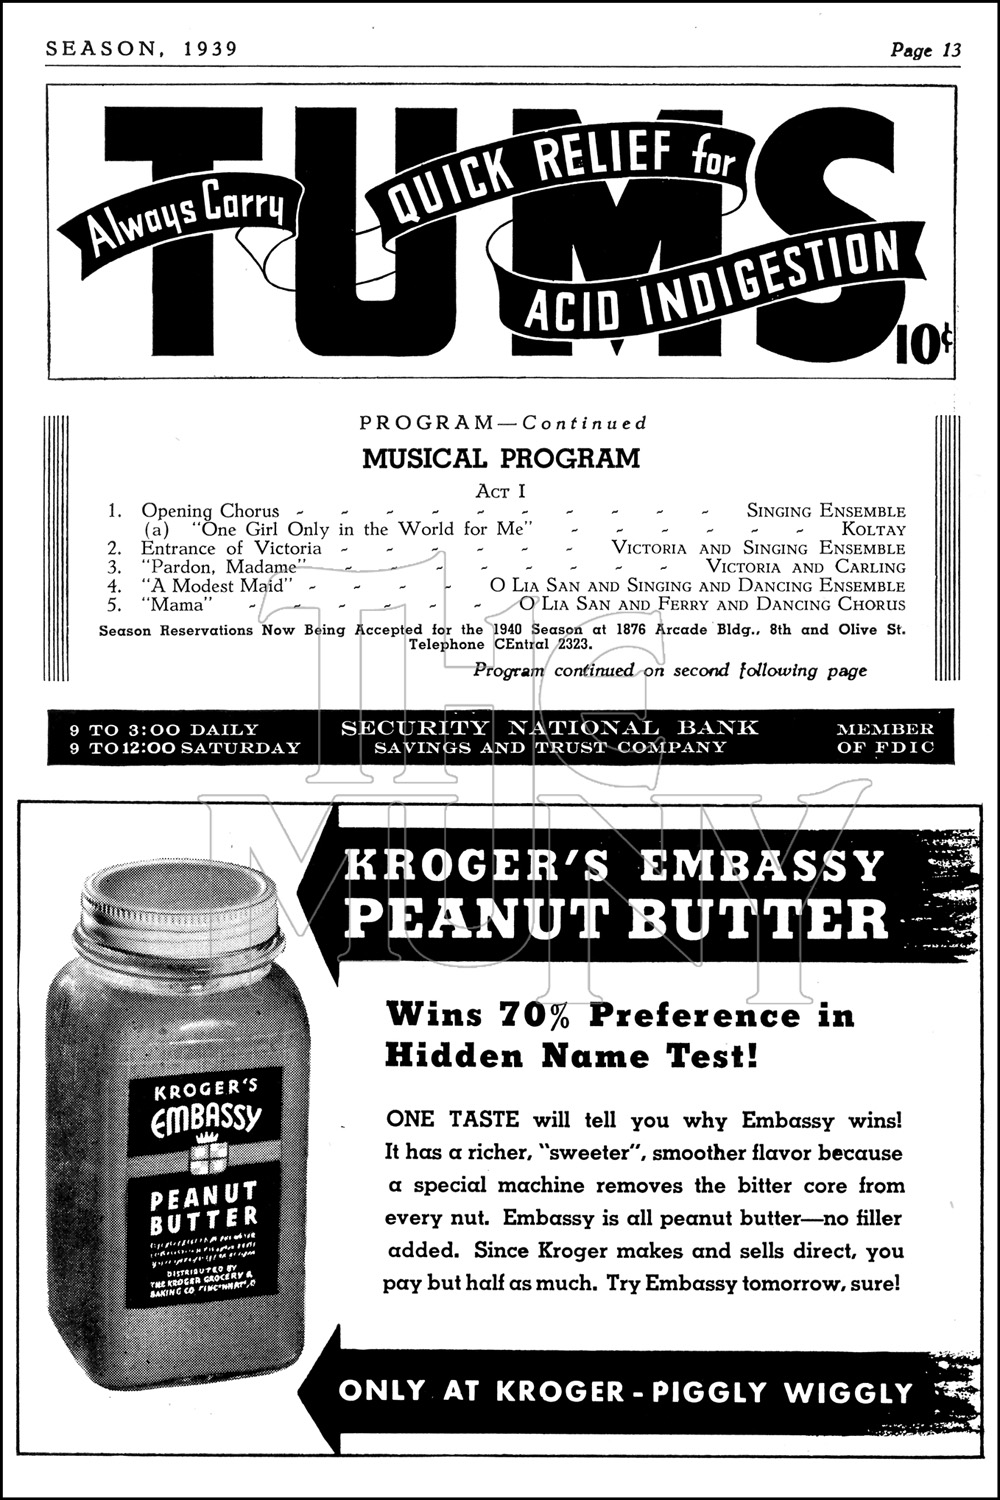 SEASON, 1939
Page 13
TUMS
Always Carry
QUICK RELIEF for
ACID INDIGESTION
10¢
PROGRAM—Continued
MUSICAL PROGRAM
ACT I
1. Opening Chorus - - - - - - - - - - SINGING ENSEMBLE
(a) "One Girl Only in the World for Me" - - - - - - KOLTAY
2. Entrance of Victoria - - - - - - VICTORIA AND SINGING ENSEMBLE
3. "Pardon, Madame" - - - - - - - - VICTORIA AND CARLING
4. "A Modest Maid" - - - - O LIA SAN AND SINGING AND DANCING ENSEMBLE
5. "Mama" - - - - - - O LIA SAN AND FERRY AND DANCING CHORUS
Season Reservations Now Being Accepted for the 1940 Season at 1876 Arcade Bldg., 8th and Olive St.
Telephone CEntral 2323.
Program continued on second following page
9 TO 3:00 DAILY
9 TO 12:00 SATURDAY
SECURITY NATIONAL BANK
SAVINGS AND TRUST COMPANY
MEMBER
OF FDIC
THE
MUNY
KROGER'S EMBASSY
PEANUT BUTTER
Wins 70% Preference in
Hidden Name Test!
ONE TASTE will tell you why Embassy wins!
It has a richer, "sweeter", smoother flavor because
a special machine removes the bitter core from
every nut. Embassy is all peanut butter—no filler
added. Since Kroger makes and sells direct, you
pay but half as much. Try Embassy tomorrow, sure!
KROGER'S
EMBASSY
PEANUT
BUTTER
DISTRIBUTED BY
THE KROGER GROCERY &
BAKING CO
ONLY AT KROGER - PIGGLY WIGGLY